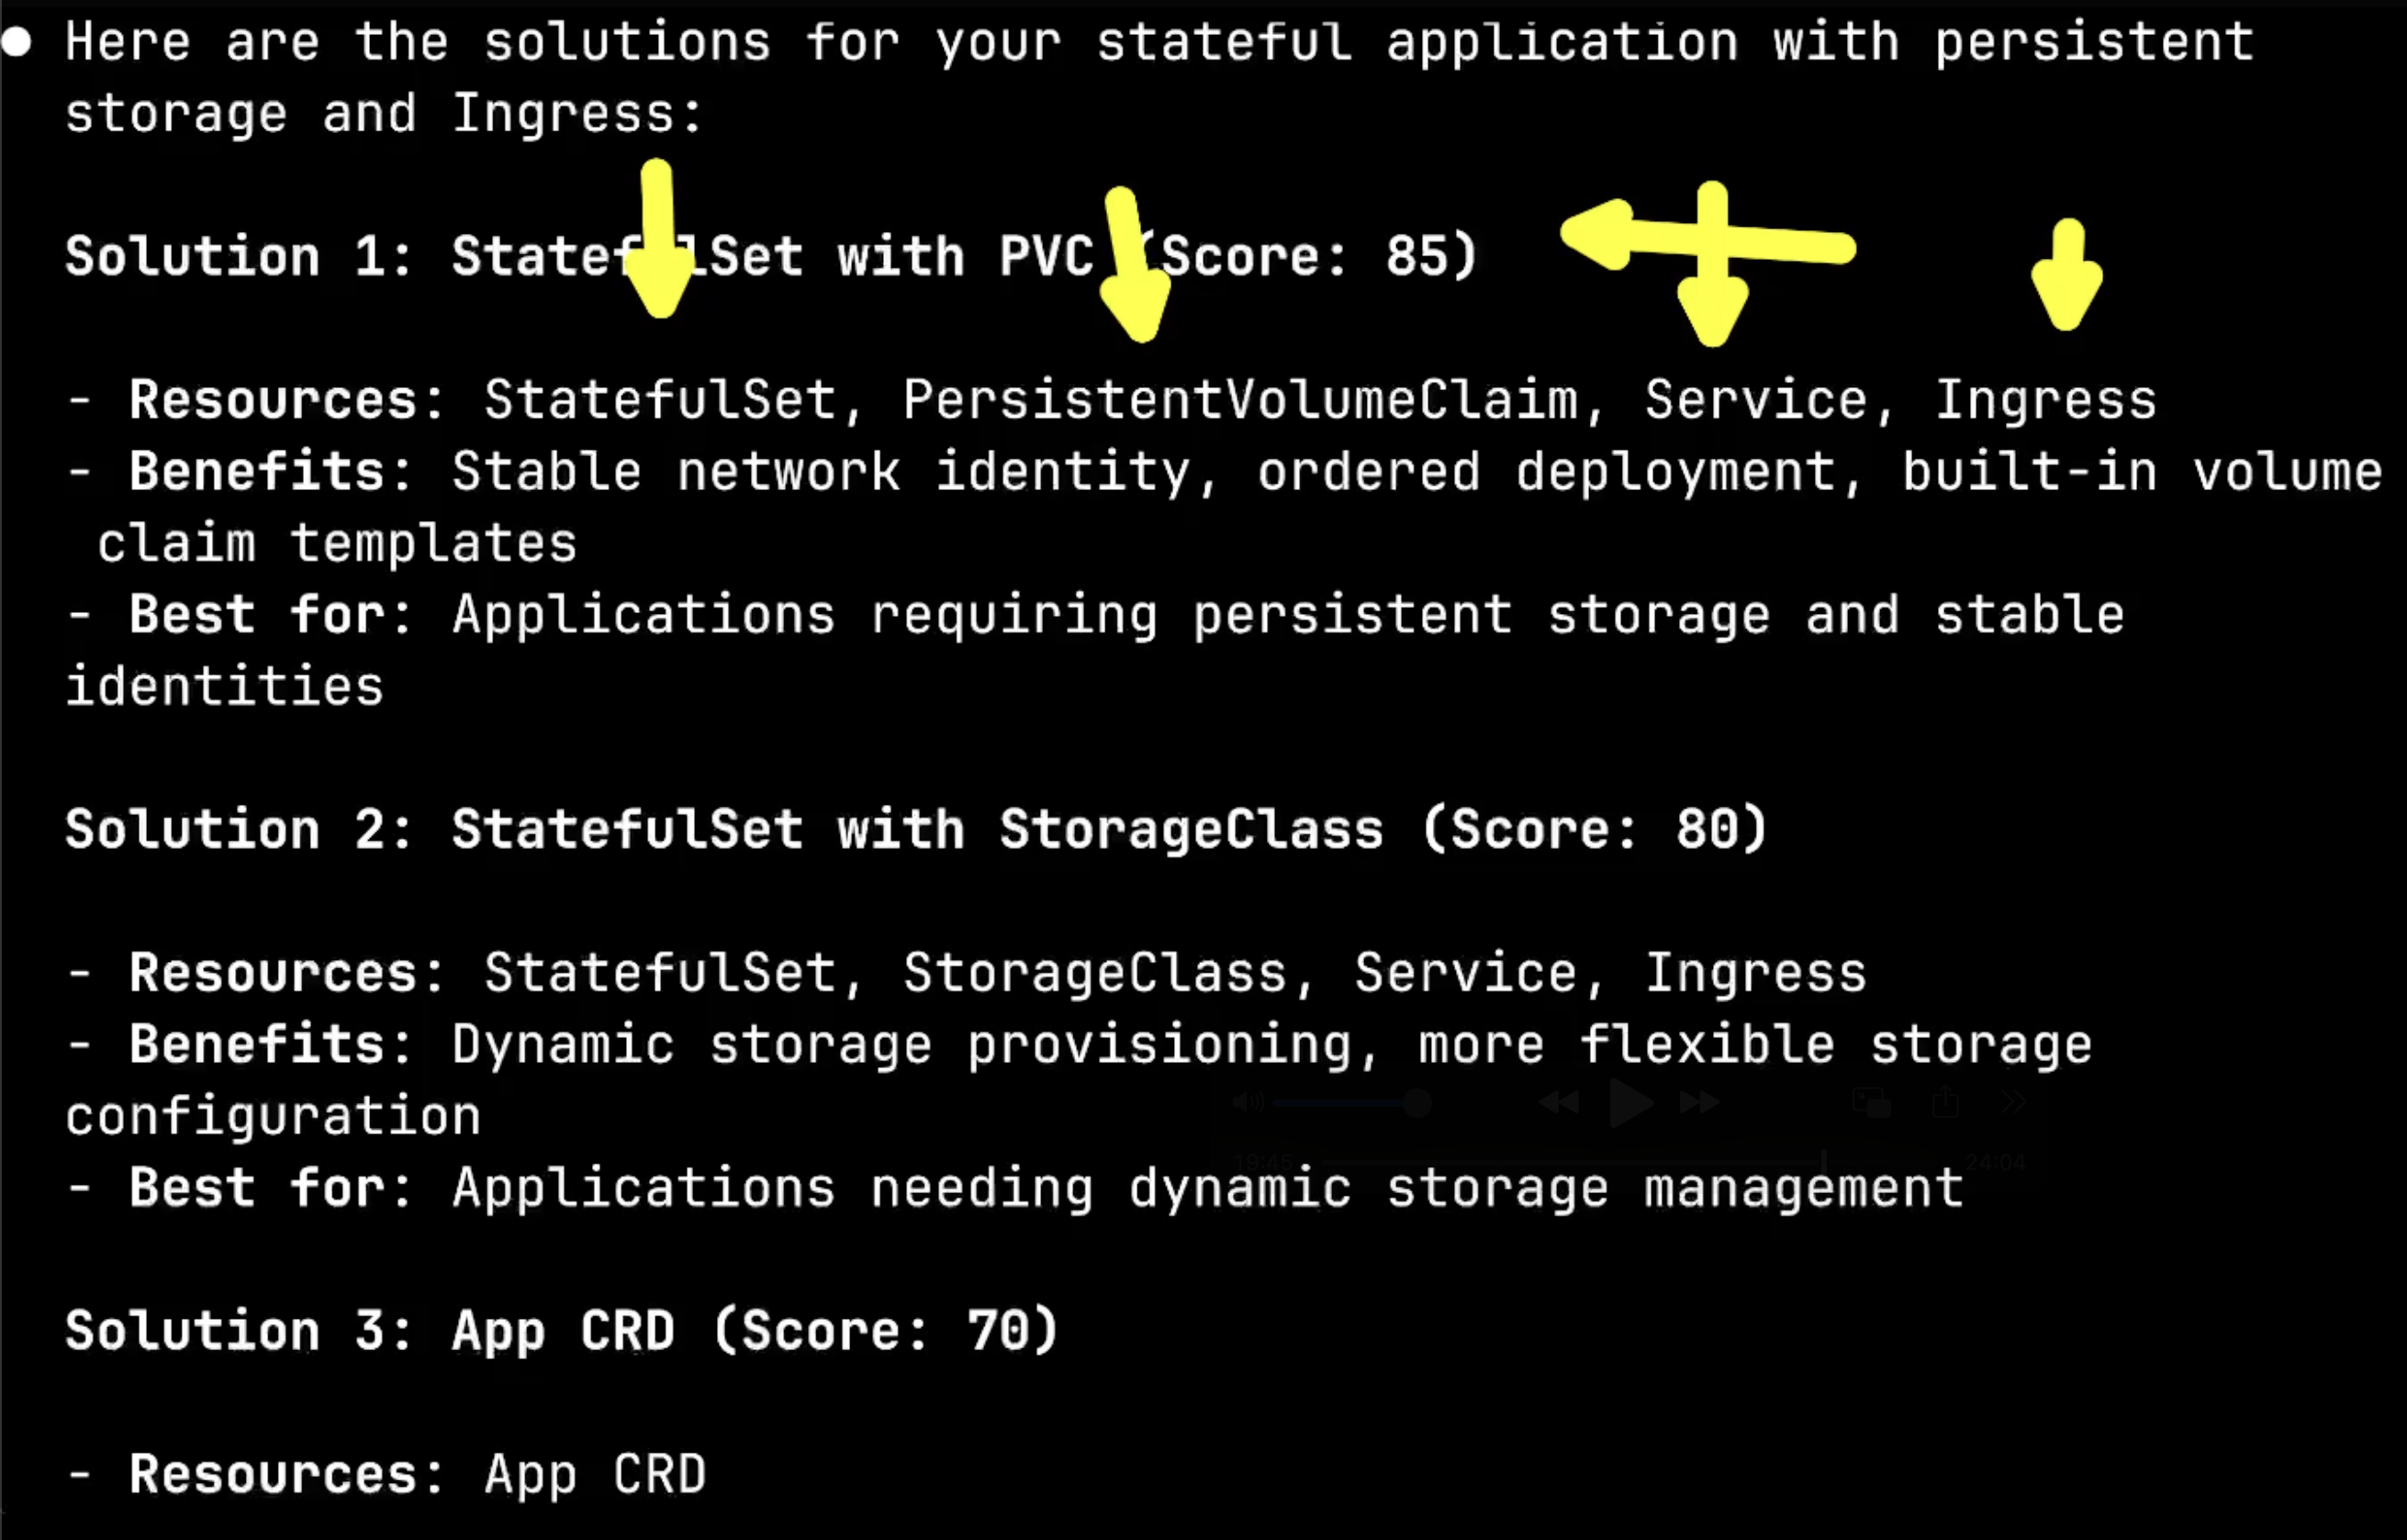 ● Here are the solutions for your stateful application with persistent
storage and Ingress:
Solution 1: StatefulSet with PVC (Score: 85)
- Resources: StatefulSet, PersistentVolumeClaim, Service, Ingress
- Benefits: Stable network identity, ordered deployment, built-in volume
claim templates
- Best for: Applications requiring persistent storage and stable
identities
Solution 2: StatefulSet with StorageClass (Score: 80)
- Resources: StatefulSet, StorageClass, Service, Ingress
- Benefits: Dynamic storage provisioning, more flexible storage
configuration
19:45 24:04
- Best for: Applications needing dynamic storage management
Solution 3: App CRD (Score: 70)
- Resources: App CRD